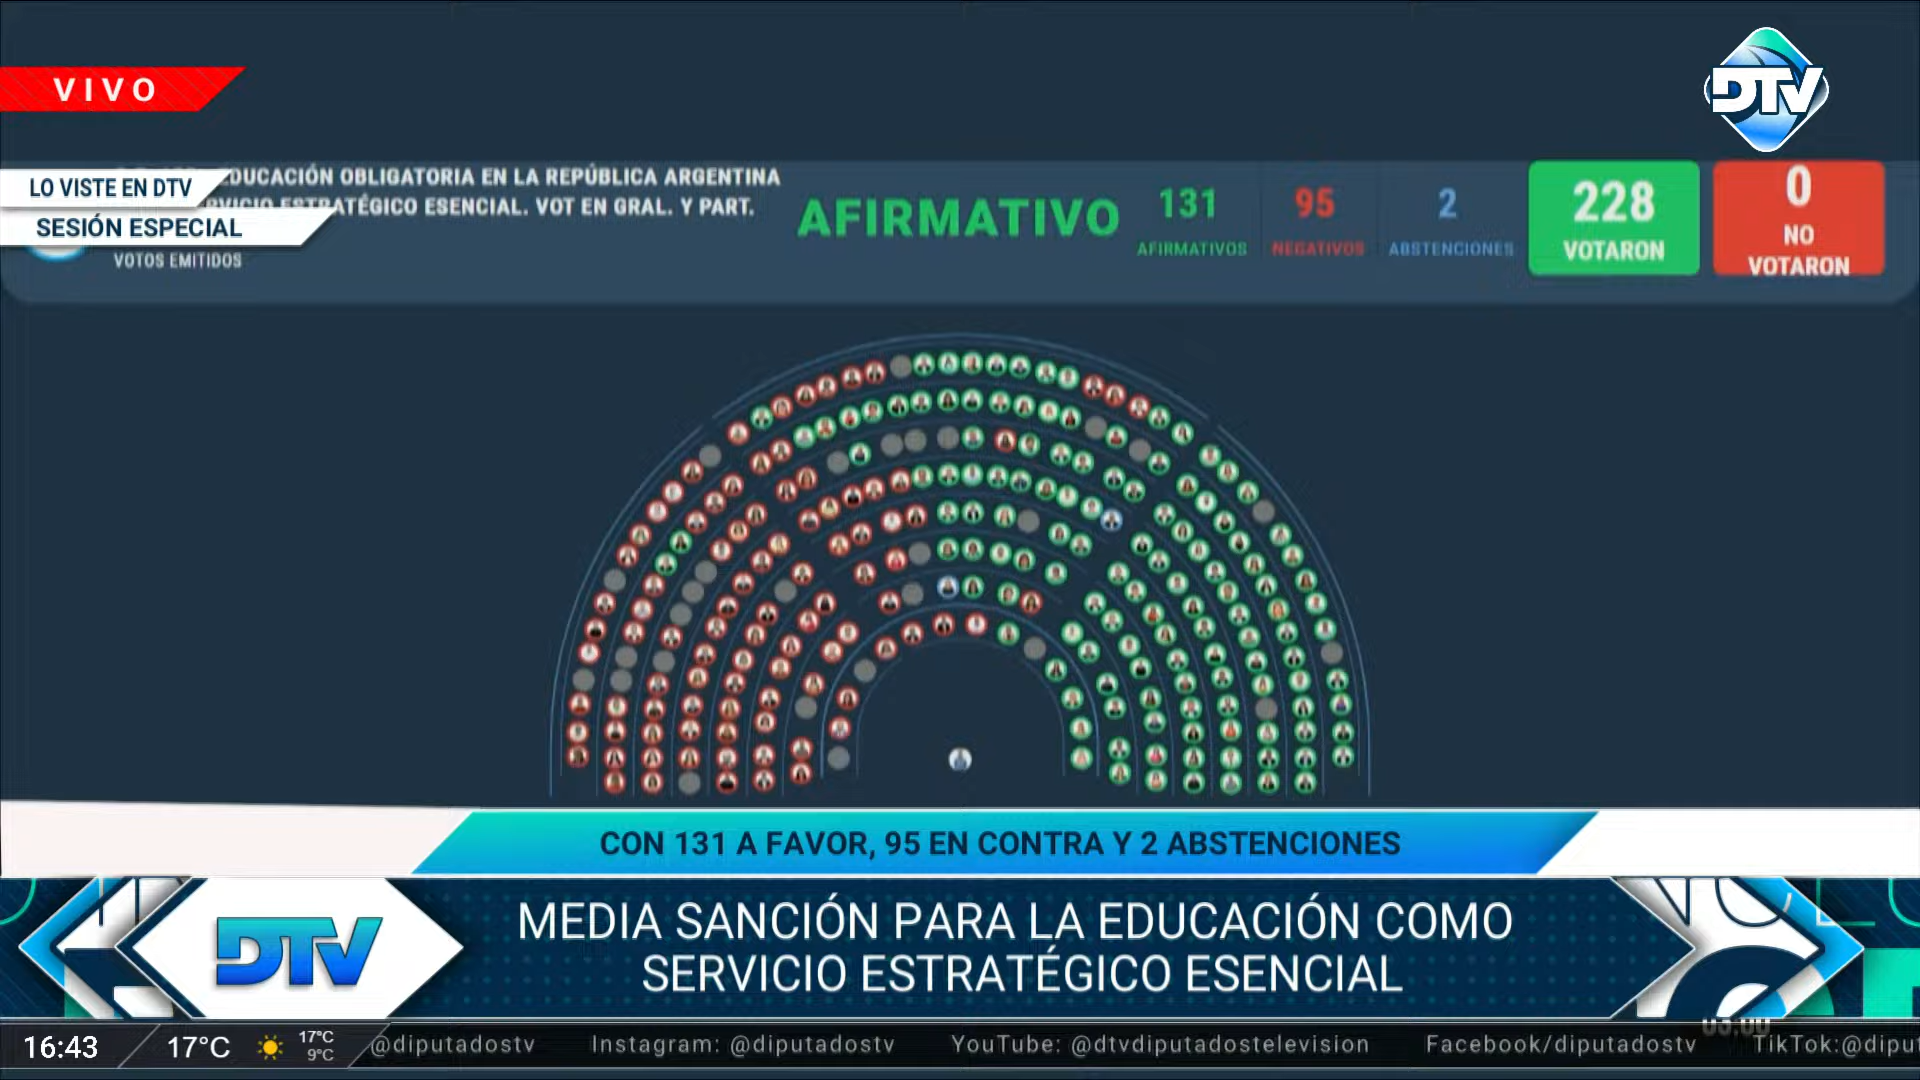 VIVO
DTV
LO VISTE EN DTV
EDUCACIÓN OBLIGATORIA EN LA REPÚBLICA ARGENTINA
SESIÓN ESPECIAL
ESTRATÉGICO ESENCIAL. VOT EN GRAL. Y PART.
VOTOS EMITIDOS
AFIRMATIVO
131
AFIRMATIVOS
95
NEGATIVOS
2
ABSTENCIONES
228
VOTARON
0
NO
VOTARON
CON 131 A FAVOR, 95 EN CONTRA Y 2 ABSTENCIONES
DTV
MEDIA SANCIÓN PARA LA EDUCACIÓN COMO
SERVICIO ESTRATÉGICO ESENCIAL
16:43 17°C 17°C 9°C @diputadostv Instagram: @diputadostv YouTube: @dtvdiputadostelevision Facebook/diputadostv TikTok:@diput